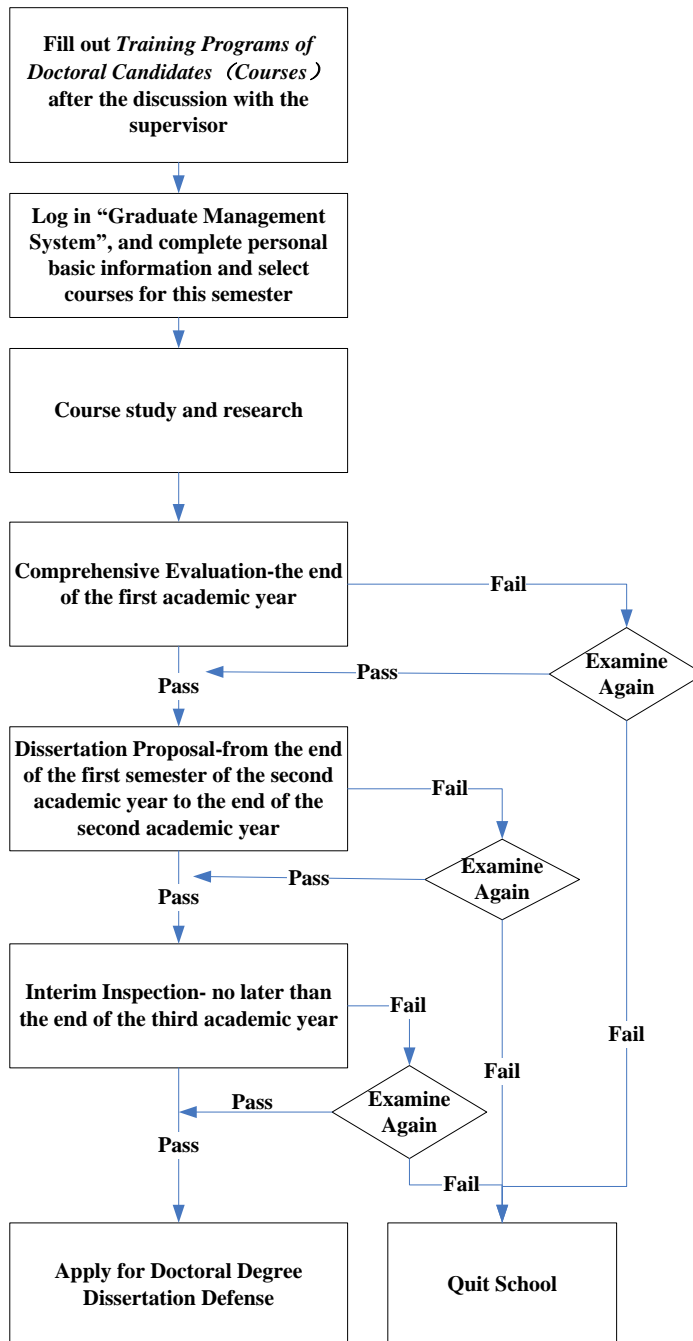 Fill out Training Programs of
Doctoral Candidates（Courses）
after the discussion with the
supervisor
Log in “Graduate Management
System”, and complete personal
basic information and select
courses for this semester
Course study and research
Comprehensive Evaluation-the end
of the first academic year
Fail
Examine
Again
Pass
Pass
Dissertation Proposal-from the end
of the first semester of the second
academic year to the end of the
second academic year
Fail
Examine
Again
Pass
Pass
Interim Inspection- no later than
the end of the third academic year
Fail
Fail
Fail
Examine
Again
Pass
Pass
Fail
Apply for Doctoral Degree
Dissertation Defense
Quit School